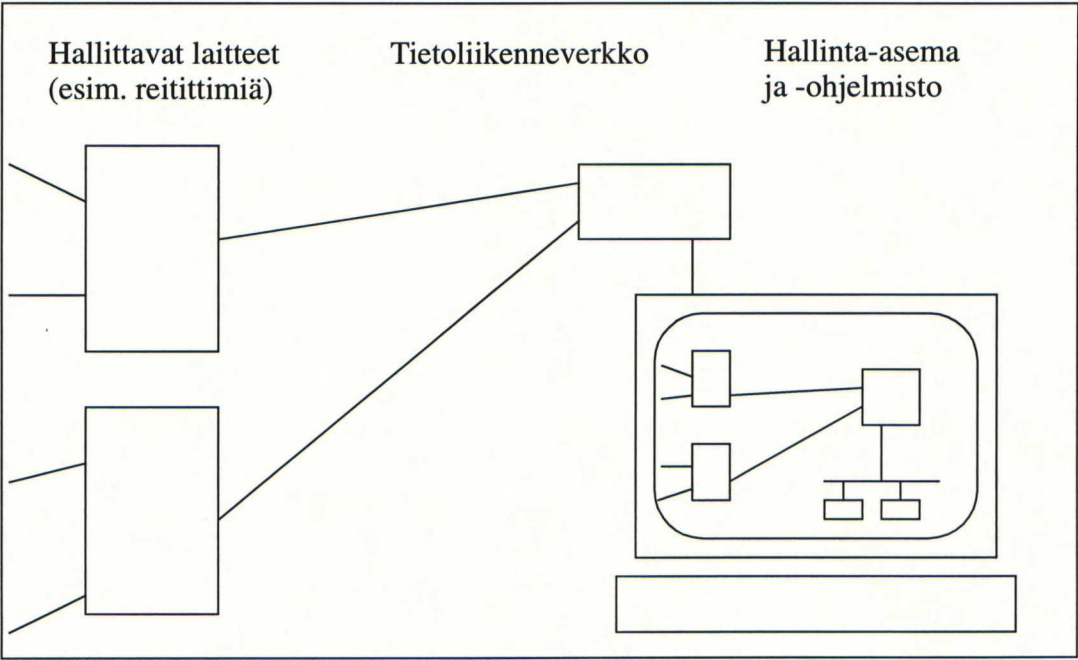 Hallittavat laitteet
(esim. reitittimiä)
Tietoliikenneverkko
Hallinta-asema
ja -ohjelmisto